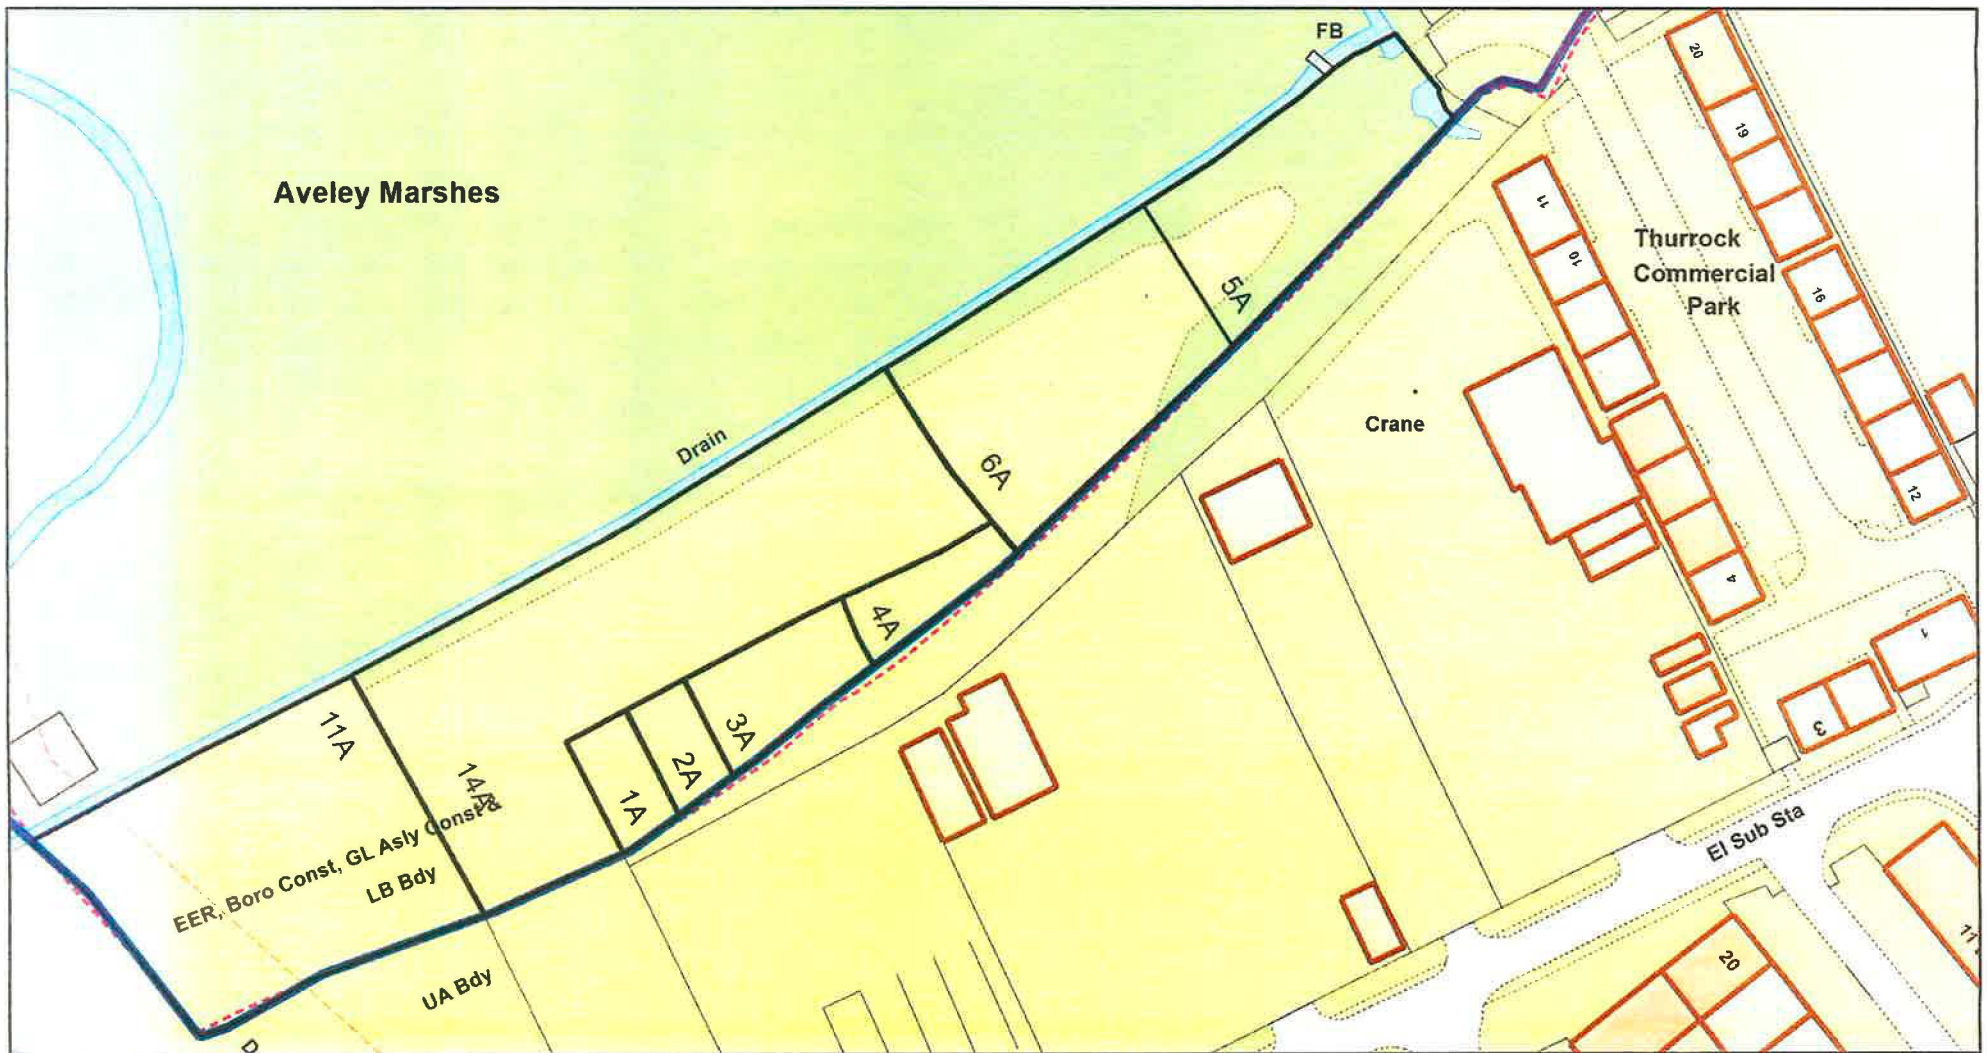 FB
20
19
Aveley Marshes
11
10
Thurrock
Commercial
Park
16
5A
Crane
Drain
6A
12
4
4A
1
3
11A
3A
2A
14A
1A
EER, Boro Const, GL Asly Const &
LB Bdy
El Sub Sta
UA Bdy
20
11
D